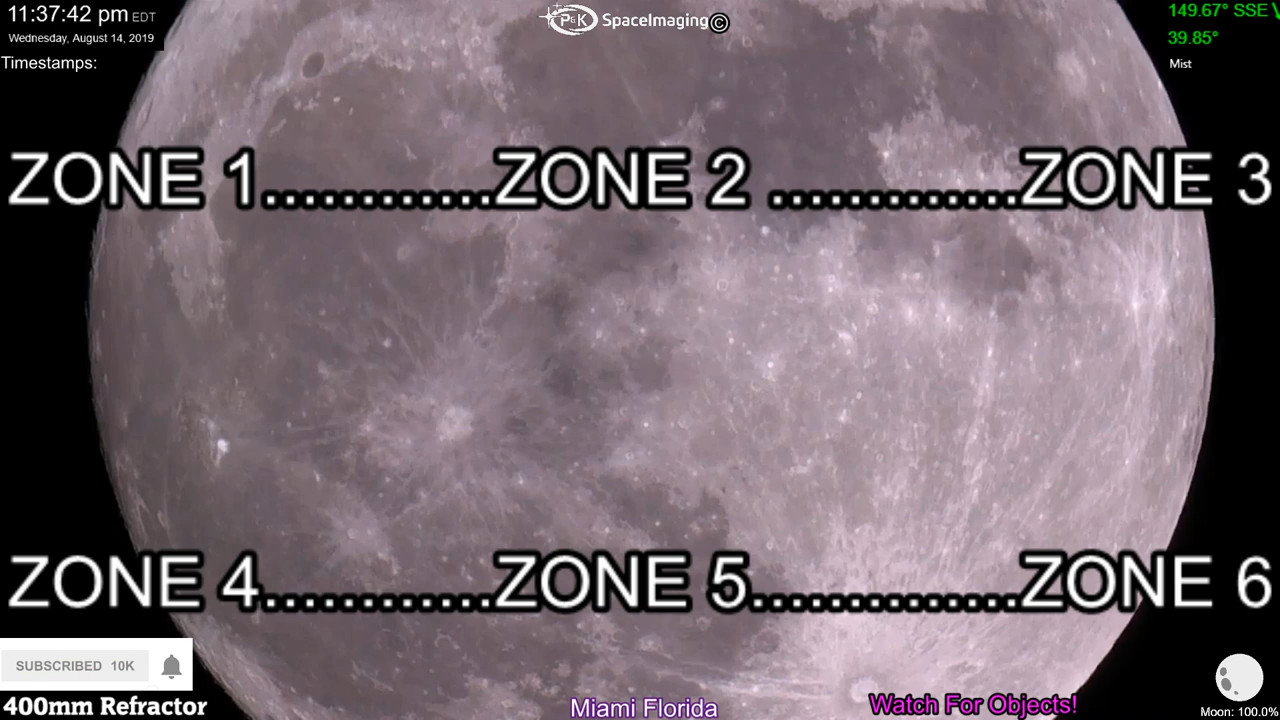 11:37:42 pm EDT
Wednesday, August 14, 2019
Timestamps:
P&K SpaceImaging©
149.67° SSE
39.85°
Mist
ZONE 1............ZONE 2 .............ZONE 3
ZONE 4............ZONE 5..............ZONE 6
SUBSCRIBED 10K
400mm Refractor
Miami Florida
Watch For Objects!
Moon: 100.0%